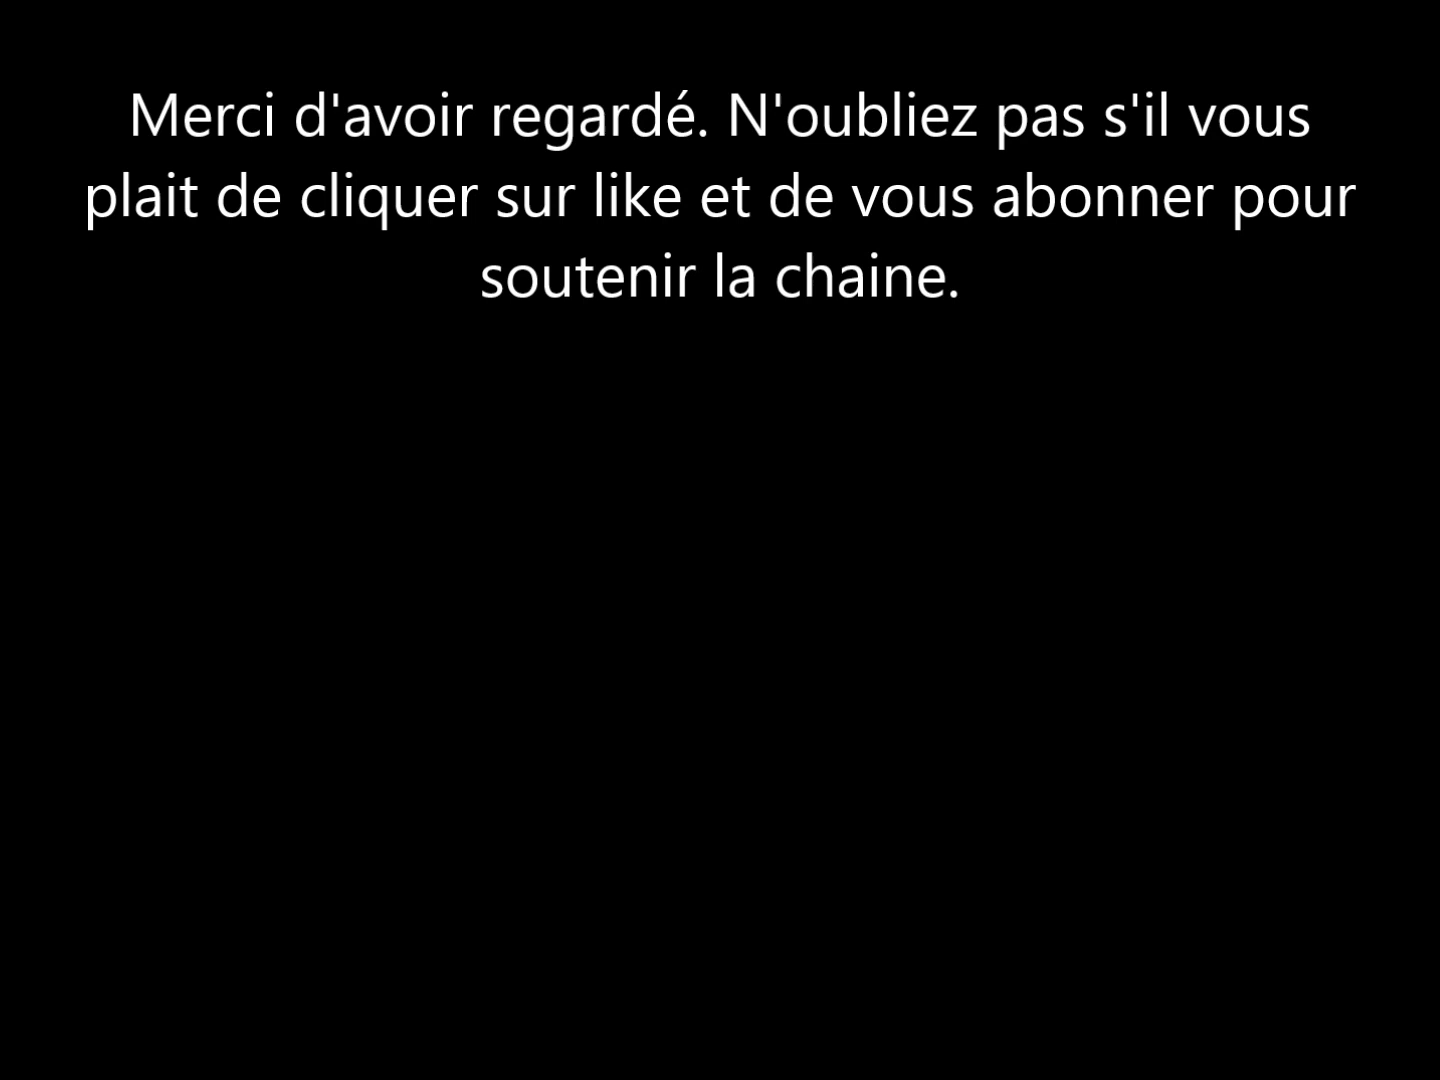 Merci d'avoir regardé. N'oubliez pas s'il vous
plait de cliquer sur like et de vous abonner pour
soutenir la chaine.